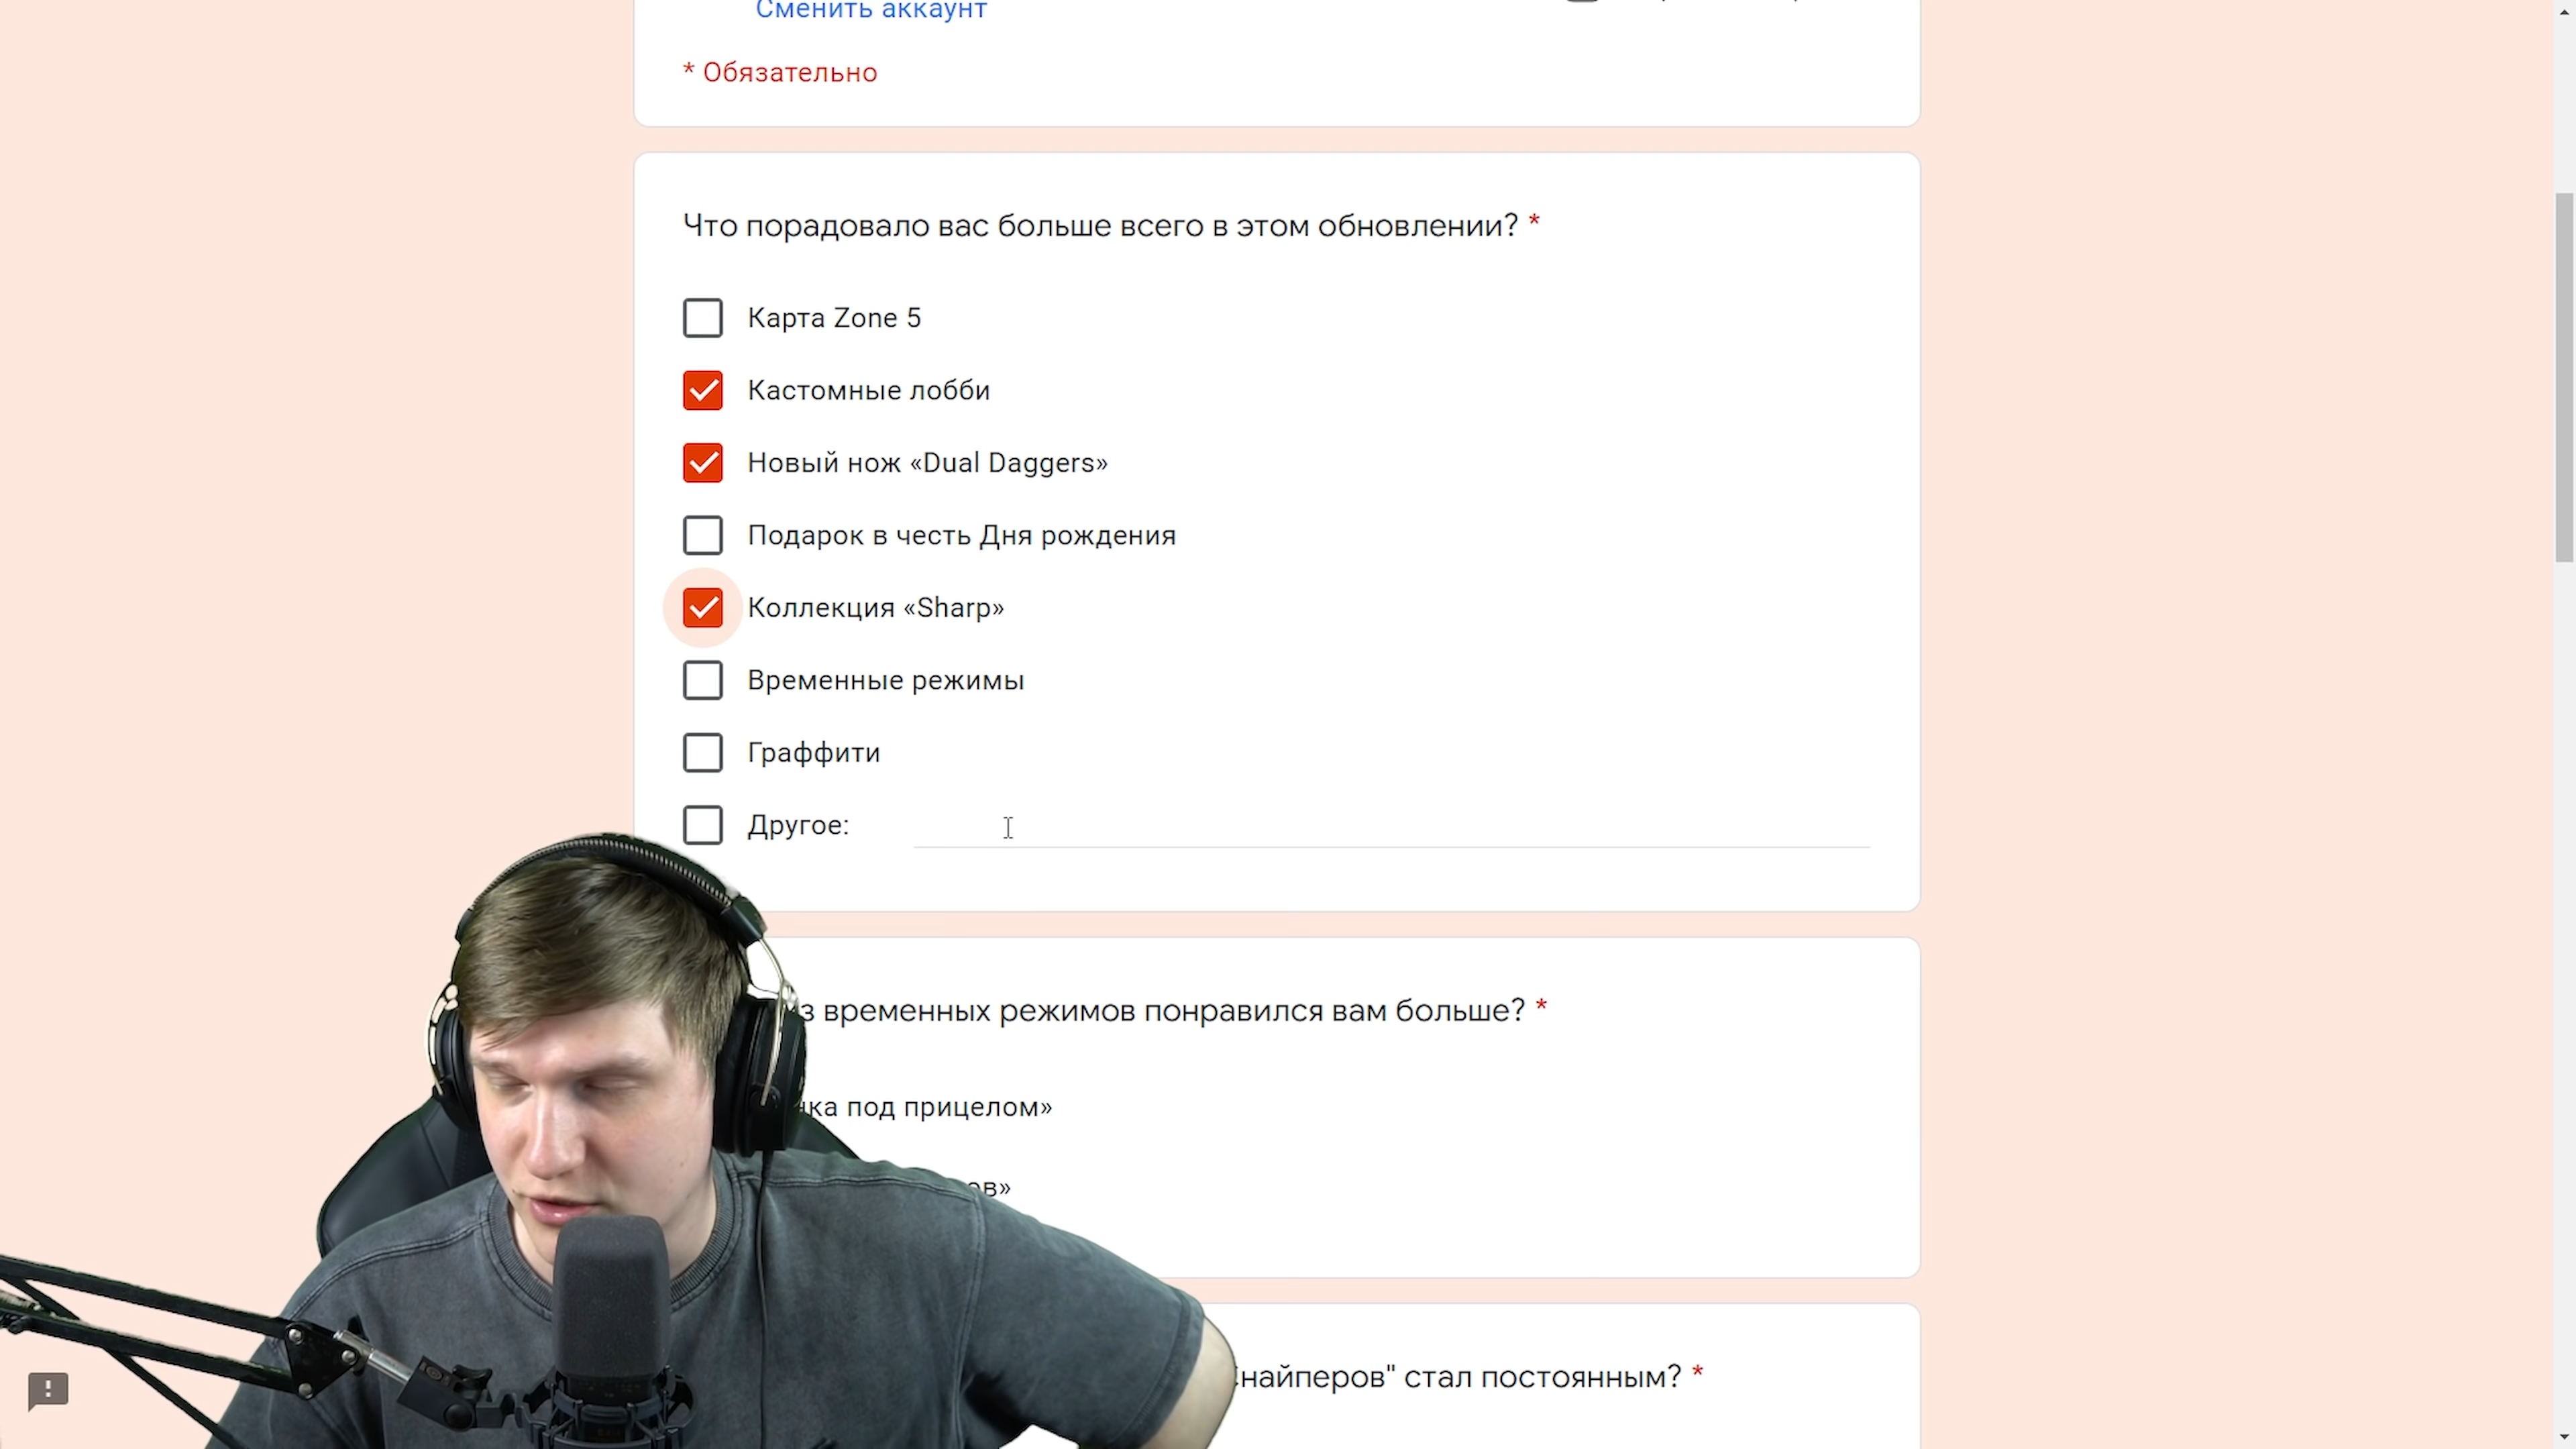 Сменить аккаунт
* Обязательно
Что порадовало вас больше всего в этом обновлении? *
Карта Zone 5
Кастомные лобби
Новый нож «Dual Daggers»
Подарок в честь Дня рождения
Коллекция «Sharp»
Временные режимы
Граффити
Другое:
временных режимов понравился вам больше? *
под прицелом»
стал постоянным? *